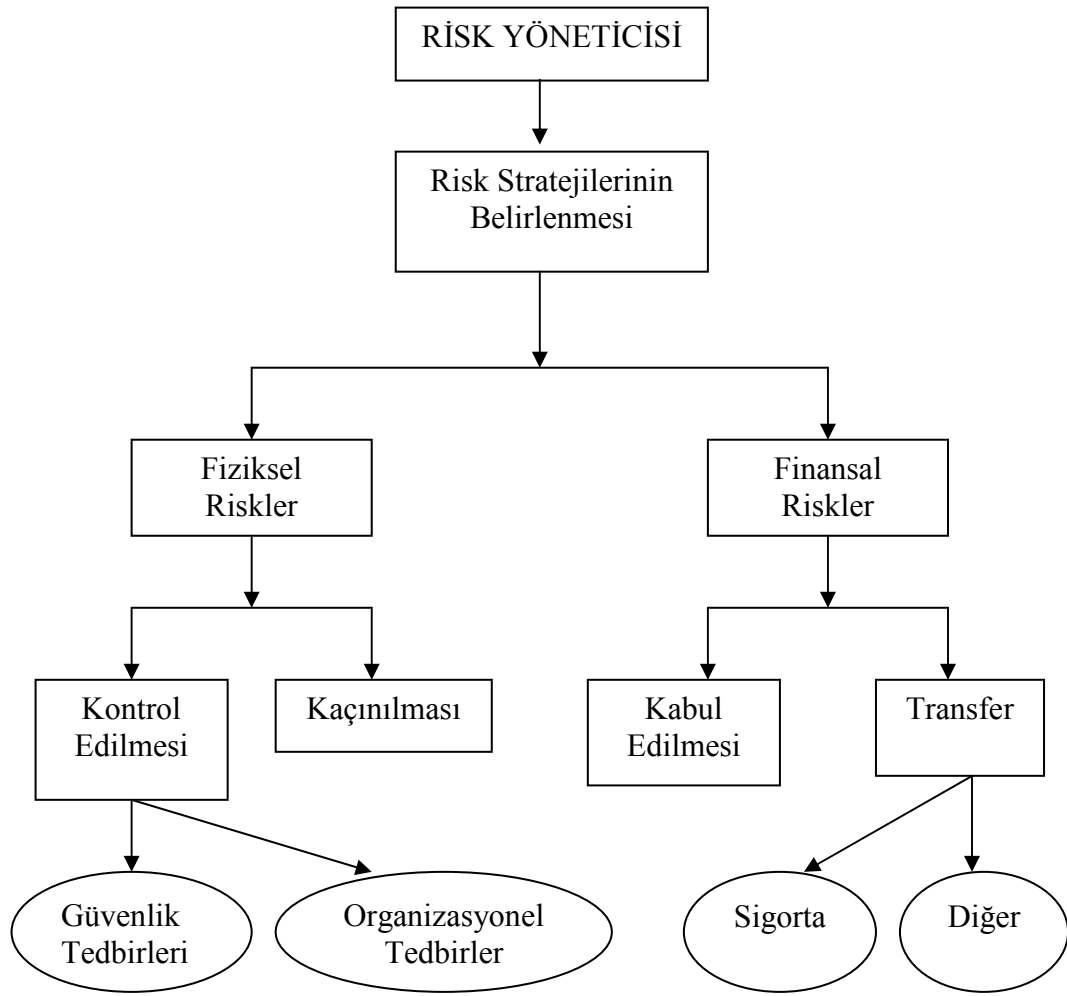 RİSK YÖNETİCİSİ
Risk Stratejilerinin
Belirlenmesi
Fiziksel
Riskler
Finansal
Riskler
Kontrol
Edilmesi
Kaçınılması
Kabul
Edilmesi
Transfer
Güvenlik
Tedbirleri
Organizasyonel
Tedbirler
Sigorta
Diğer